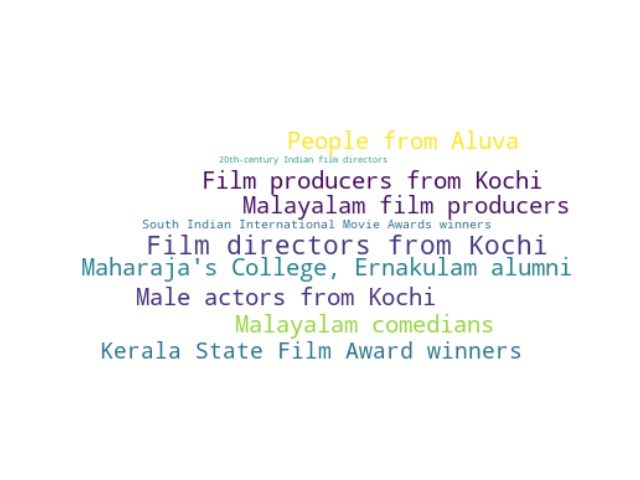 People from Aluva
20th-century Indian film directors
Film producers from Kochi
Malayalam film producers
South Indian International Movie Awards winners
Film directors from Kochi
Maharaja's College, Ernakulam alumni
Male actors from Kochi
Malayalam comedians
Kerala State Film Award winners